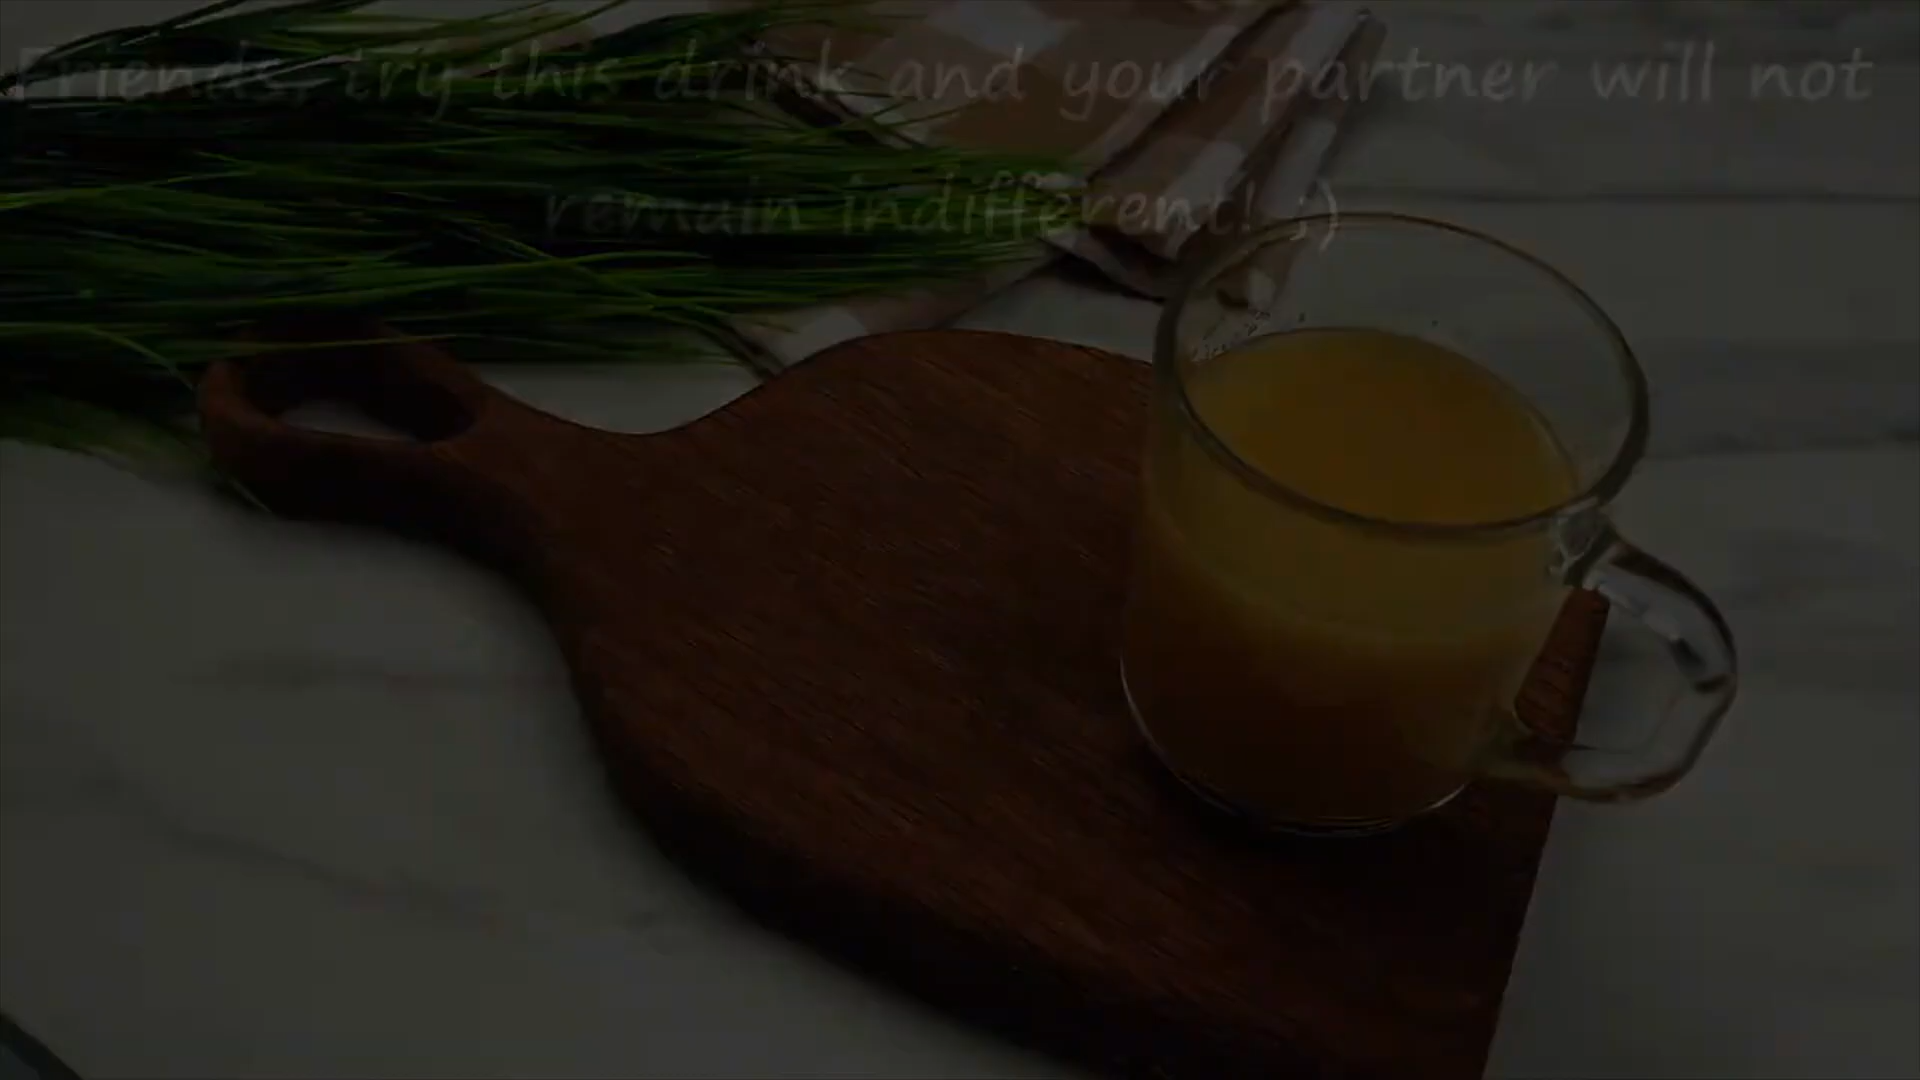 Friends, try this drink and your partner will not
remain indifferent! ;)